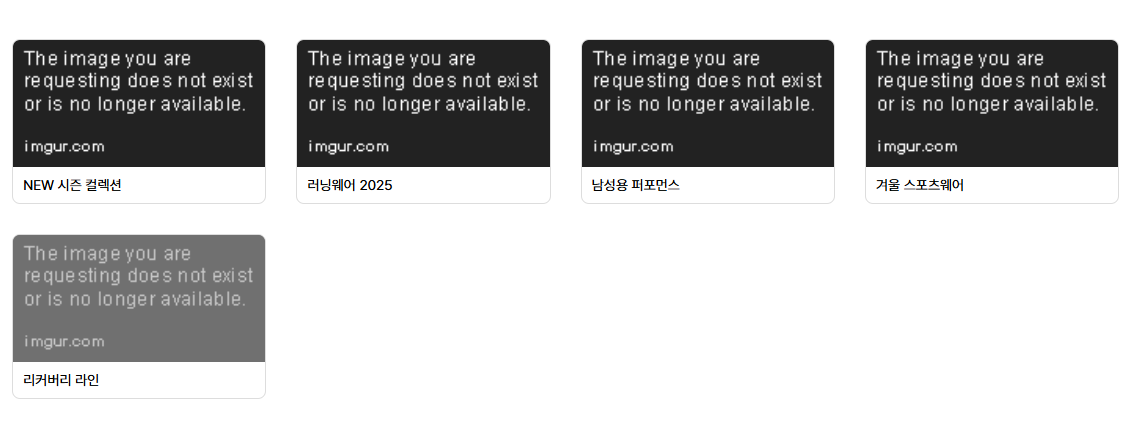 The image you are
requesting does not exist
or is no longer available.
imgur.com
NEW 시즌 컬렉션
The image you are
requesting does not exist
or is no longer available.
imgur.com
러닝웨어 2025
The image you are
requesting does not exist
or is no longer available.
imgur.com
남성용 퍼포먼스
The image you are
requesting does not exist
or is no longer available.
imgur.com
겨울 스포츠웨어
The image you are
requesting does not exist
or is no longer available.
imgur.com
리커버리 라인